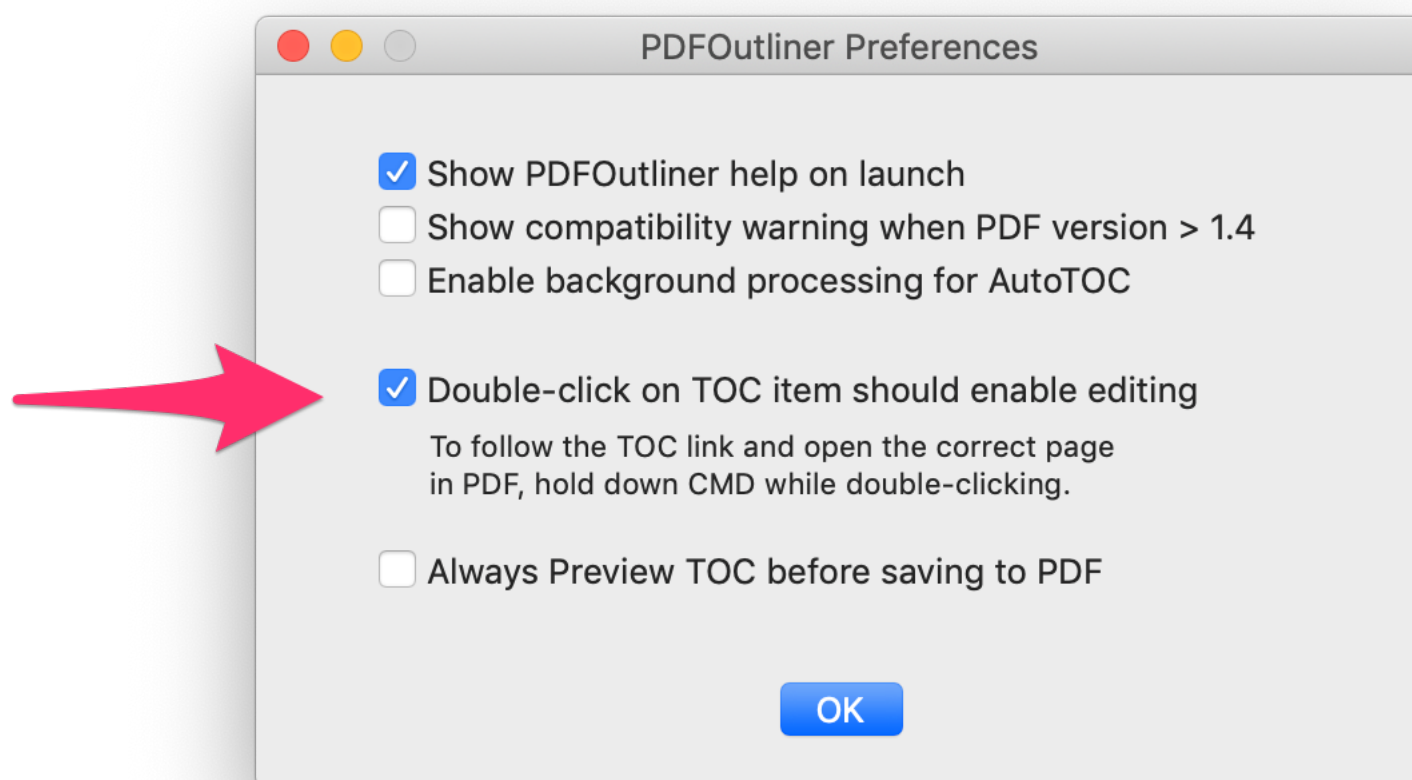 PDFOutliner Preferences
Show PDFOutliner help on launch
Show compatibility warning when PDF version > 1.4
Enable background processing for AutoTOC
Double-click on TOC item should enable editing
To follow the TOC link and open the correct page
in PDF, hold down CMD while double-clicking.
Always Preview TOC before saving to PDF
OK